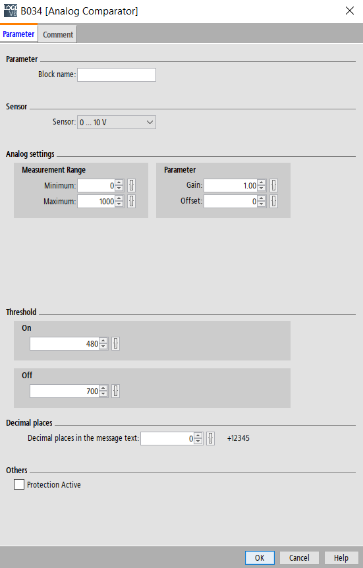 B034 [Analog Comparator]
Parameter Comment
Parameter
Block name:
Sensor
Sensor: 0 ... 10 V
Analog settings
Measurement Range Parameter
Minimum: 0 Gain: 1.00
Maximum: 1000 Offset: 0
Threshold
On
480
Off
700
Decimal places
Decimal places in the message text: 0 +12345
Others
Protection Active
OK Cancel Help